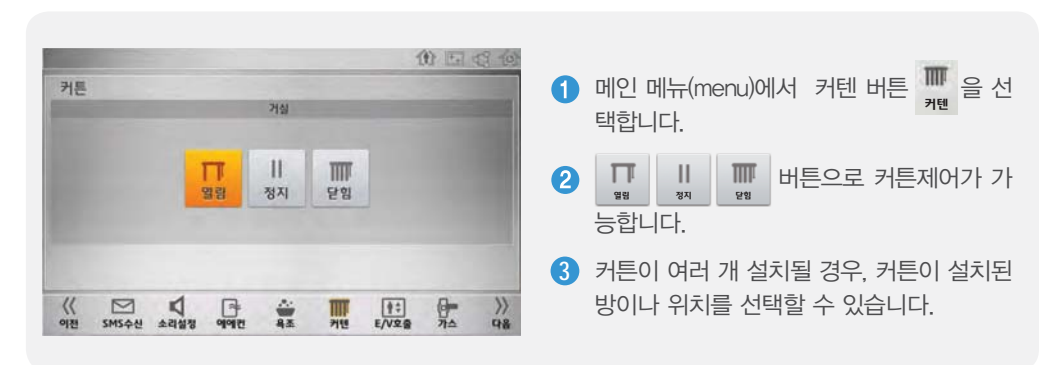 커튼
거실
열림
정지
닫힘
이전
SMS수신
소리설정
에에컨
욕조
커텐
E/V호출
가스
다음
1 메인 메뉴(menu)에서 커텐 버튼 커텐 을 선
택합니다.
2 열림 정지 닫힘 버튼으로 커튼제어가 가
능합니다.
3 커튼이 여러 개 설치될 경우, 커튼이 설치된
방이나 위치를 선택할 수 있습니다.